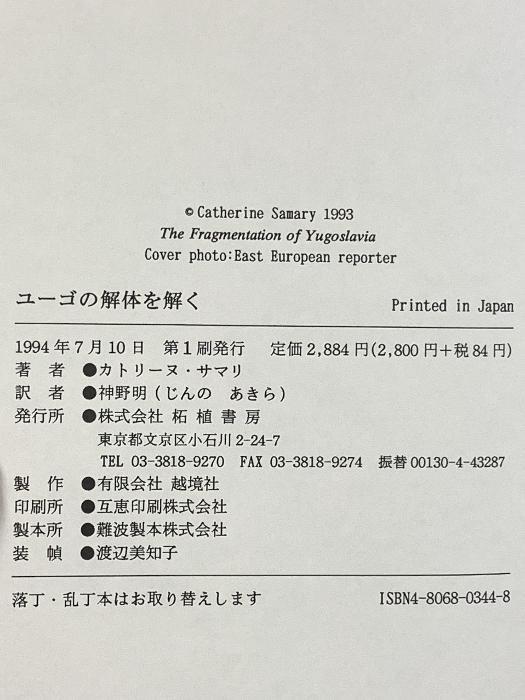 © Catherine Samary 1993
The Fragmentation of Yugoslavia
Cover photo:East European reporter
ユーゴの解体を解く
Printed in Japan
1994年7月10日 第1刷発行 定価2,884円(2,800円+税84円)
著 者 ●カトリーヌ・サマリ
訳 者 ●神野明(じんの あきら)
発行所 ●株式会社 柘植書房
東京都文京区小石川2-24-7
TEL 03-3818-9270 FAX 03-3818-9274 振替00130-4-43287
製 作 ●有限会社 越境社
印刷所 ●互恵印刷株式会社
製本所 ●難波製本株式会社
装 幀 ●渡辺美知子
落丁・乱丁本はお取り替えします
ISBN4-8068-0344-8